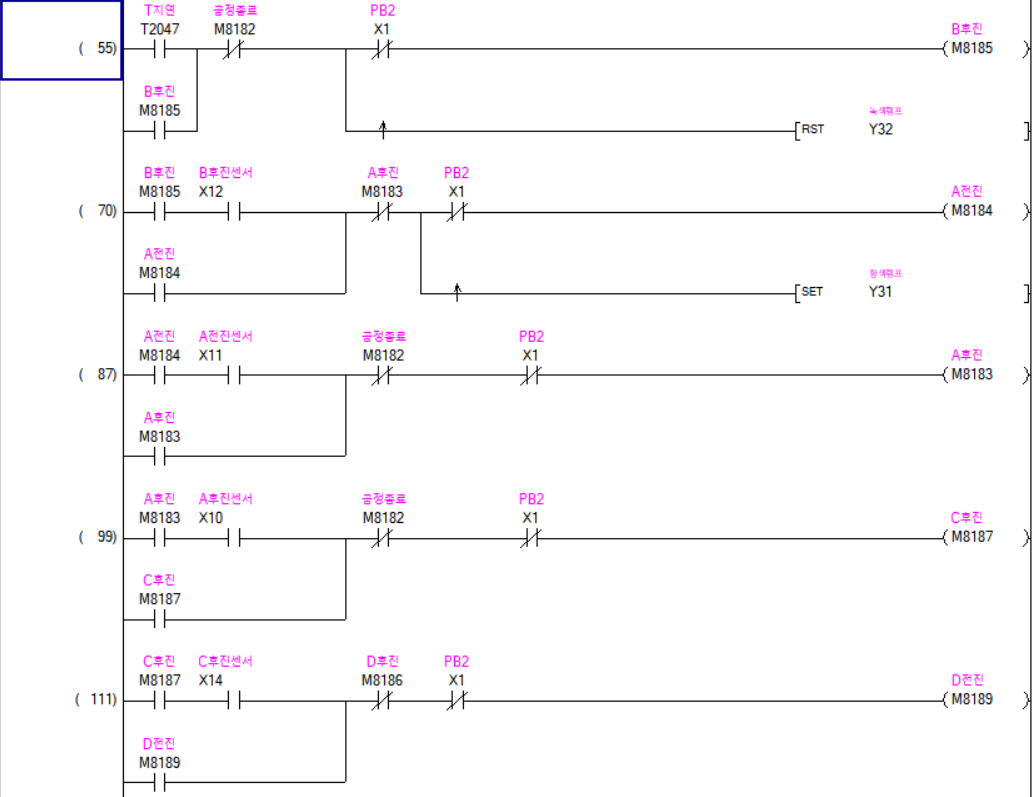 T지연 공정종료 PB2
T2047 M8182 X1 B후진
( 55) ( M8185 )
B후진 녹색램프
M8185 [RST Y32 ]
B후진 B후진센서 A후진 PB2
M8185 X12 M8183 X1 A전진
( 70) ( M8184 )
A전진 황색램프
M8184 [SET Y31 ]
A전진 A전진센서 공정종료 PB2
M8184 X11 M8182 X1 A후진
( 87) ( M8183 )
A후진
M8183
A후진 A후진센서 공정종료 PB2
M8183 X10 M8182 X1 C후진
( 99) ( M8187 )
C후진
M8187
C후진 C후진센서 D후진 PB2
M8187 X14 M8186 X1 D전진
( 111) ( M8189 )
D전진
M8189